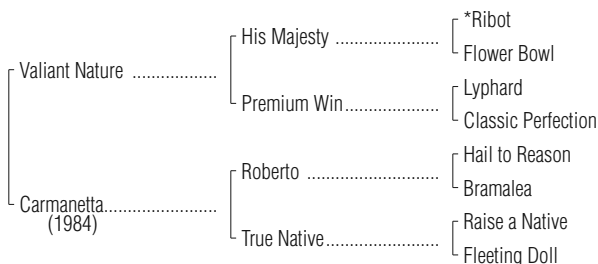 *Ribot
His Majesty ..................
Flower Bowl
Valiant Nature ................
Lyphard
Premium Win................
Classic Perfection
Hail to Reason
Roberto ......................
Bramalea
Carmanetta....................
(1984)
Raise a Native
True Native...................
Fleeting Doll